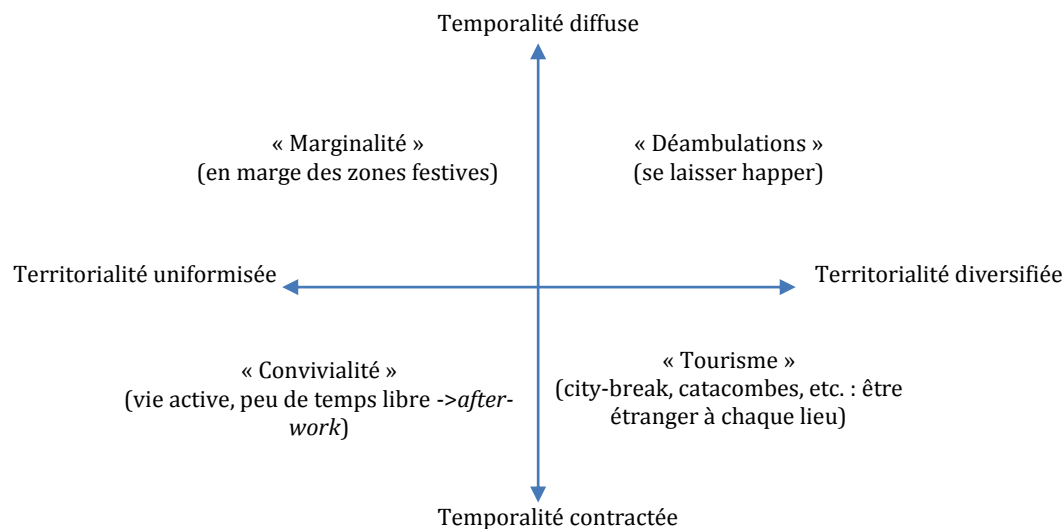 Temporalité diffuse
« Marginalité »
(en marge des zones festives)
« Déambulations »
(se laisser happer)
Territorialité uniformisée
Territorialité diversifiée
« Convivialité »
(vie active, peu de temps libre ->after-
work)
« Tourisme »
(city-break, catacombes, etc. : être
étranger à chaque lieu)
Temporalité contractée